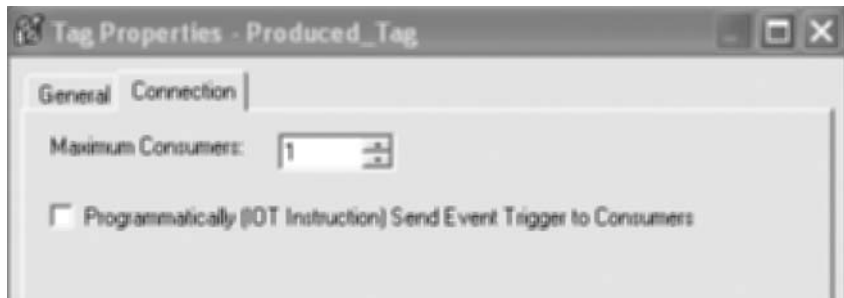 Tag Properties - Produced_Tag
General Connection
Maximum Consumers: 1
Programmatically (IOT Instruction) Send Event Trigger to Consumers